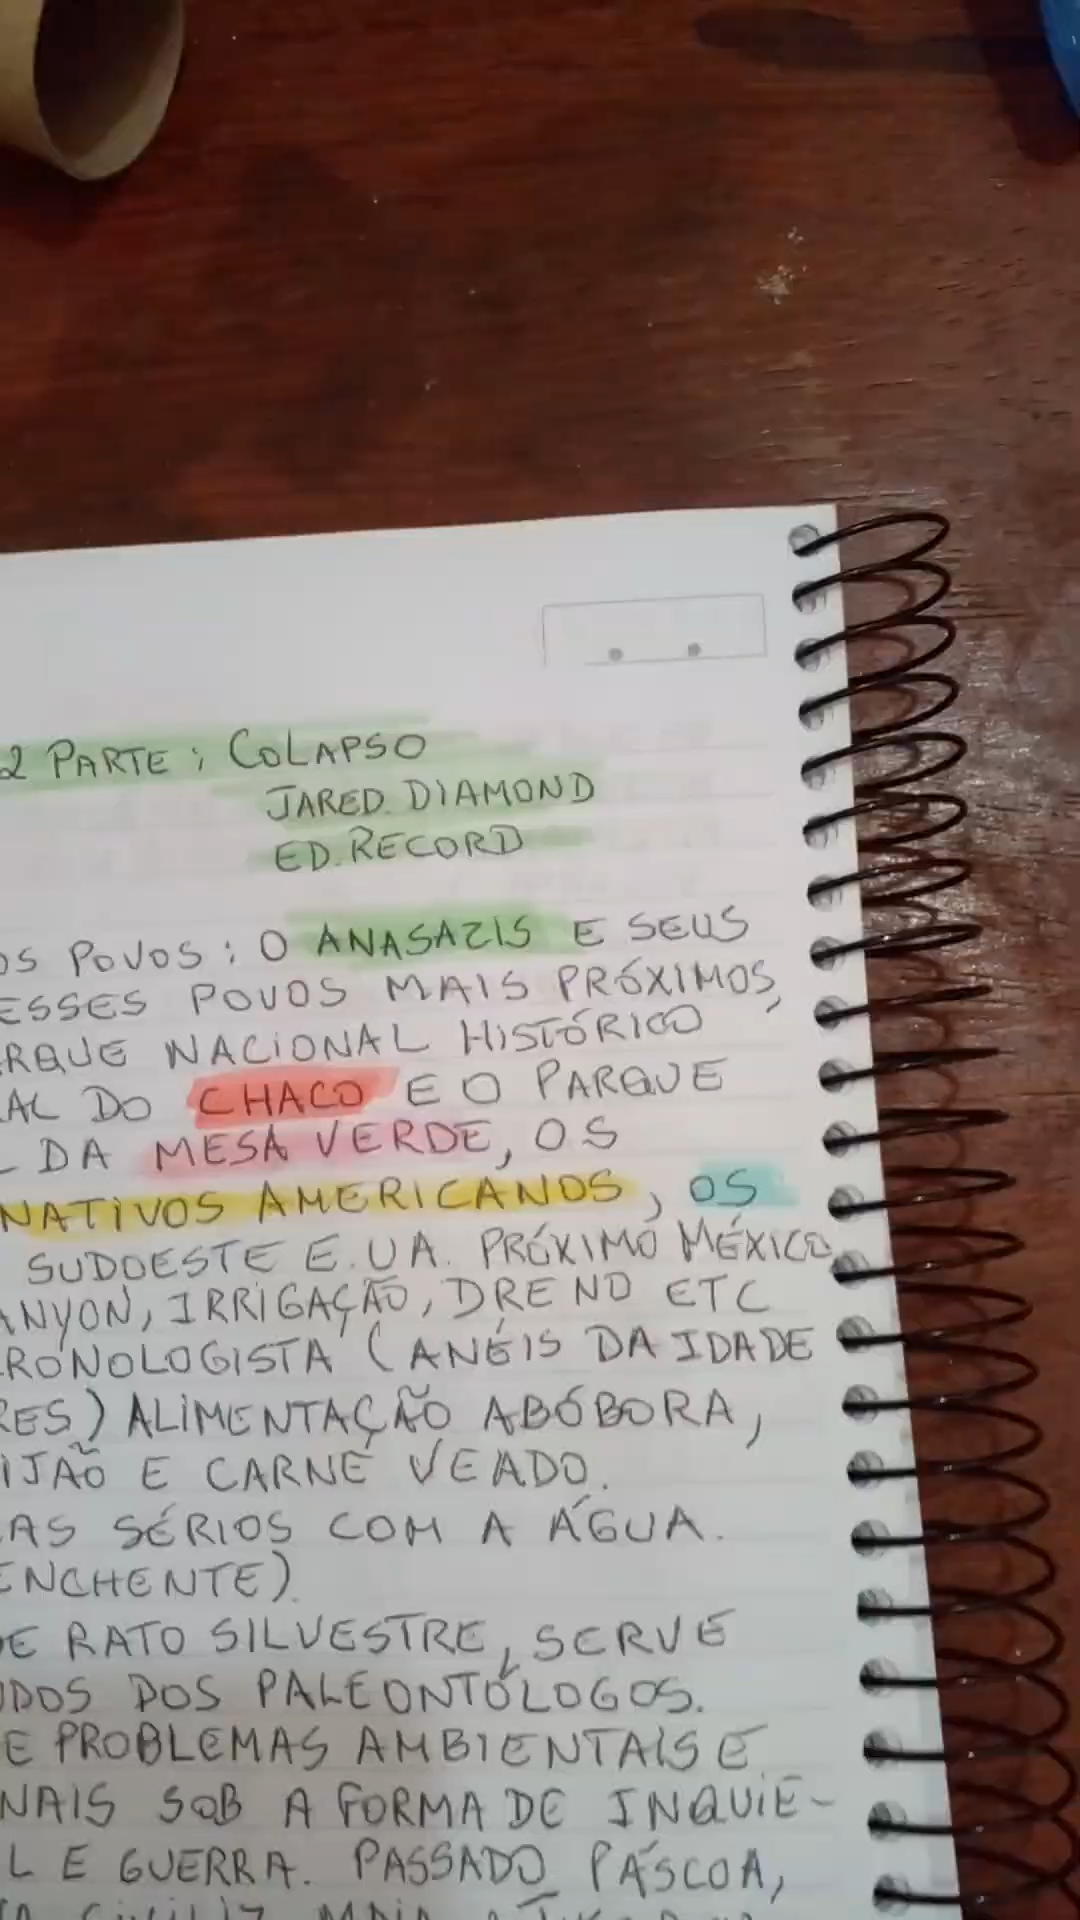 2 PARTE: COLAPSO
JARED DIAMOND
ED. RECORD
OS POVOS: O ANASAZIS E SEUS
ESSES POVOS MAIS PRÓXIMOS,
RQUE NACIONAL HISTÓRICO
AL DO CHACO E O PARQUE
L DA MESA VERDE, OS
NATIVOS AMERICANOS, OS
SUDOESTE E.UA. PRÓXIMO MÉXICO
ANYON, IRRIGAÇÃO, DRENO ETC
RONOLOGISTA (ANÉIS DA IDADE
RES) ALIMENTAÇÃO ABÓBORA,
IJÃO E CARNE VEADO.
AS SÉRIOS COM A ÁGUA.
ENCHENTE).
E RATO SILVESTRE, SERVE
UDOS DOS PALEONTÓLOGOS.
E PROBLEMAS AMBIENTAIS E
NAIS SOB A FORMA DE INQUIE-
L E GUERRA. PASSADO PÁSCOA,